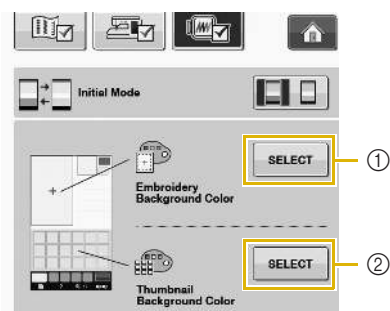 Initial Mode
SELECT
①
Embroidery
Background Color
SELECT
②
Thumbnail
Background Color